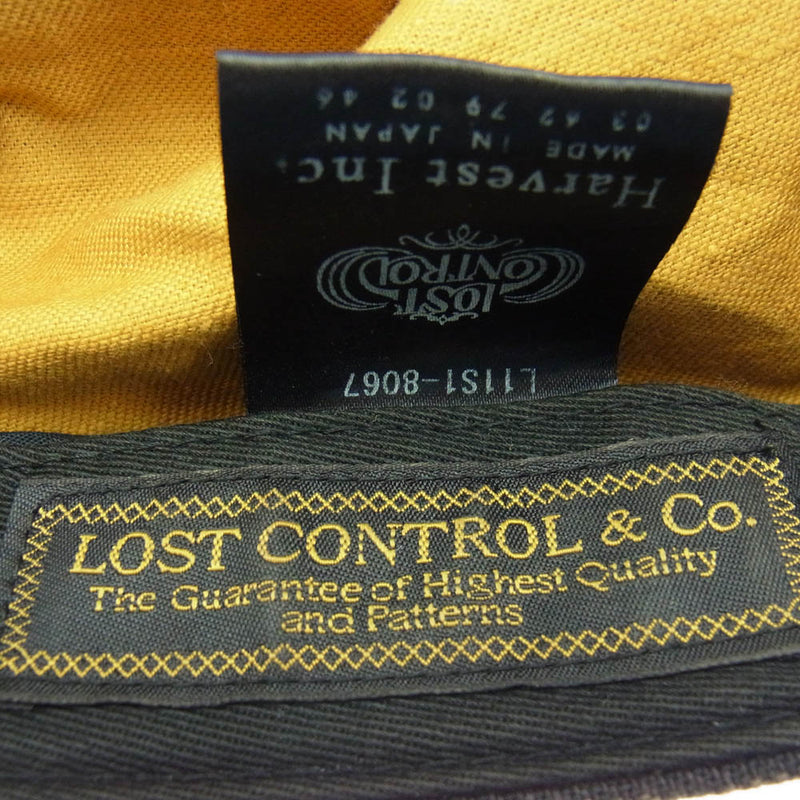 L11S1-8067
LOST
CONTROL
Harvest Inc.
MADE IN JAPAN
03 62 79 02 46
LOST CONTROL & Co.
The Guarantee of Highest Quality
and Patterns